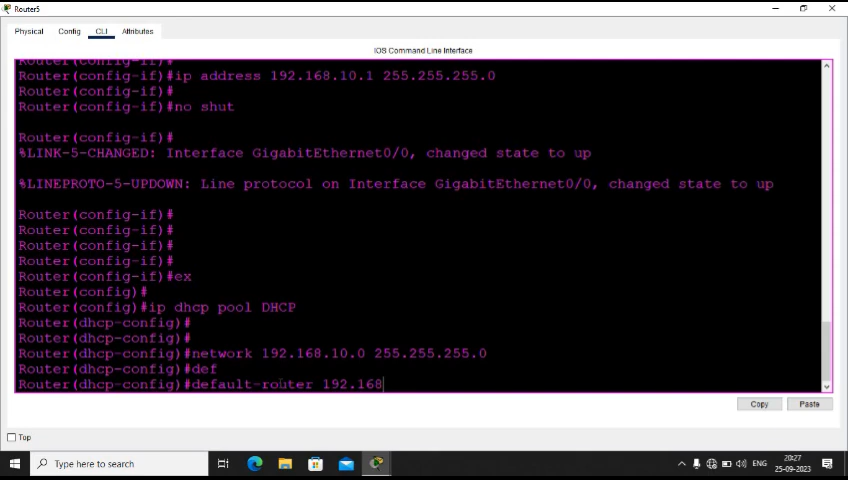 Router5
Physical Config CLI Attributes
IOS Command Line Interface
Router(config-if)#
Router(config-if)#ip address 192.168.10.1 255.255.255.0
Router(config-if)#
Router(config-if)#no shut
Router(config-if)#
%LINK-5-CHANGED: Interface GigabitEthernet0/0, changed state to up
%LINEPROTO-5-UPDOWN: Line protocol on Interface GigabitEthernet0/0, changed state to up
Router(config-if)#
Router(config-if)#
Router(config-if)#
Router(config-if)#
Router(config-if)#ex
Router(config)#
Router(config)#ip dhcp pool DHCP
Router(dhcp-config)#
Router(dhcp-config)#
Router(dhcp-config)#network 192.168.10.0 255.255.255.0
Router(dhcp-config)#def
Router(dhcp-config)#default-router 192.168
Copy Paste
Top
Type here to search
ENG
20:27
25-09-2023